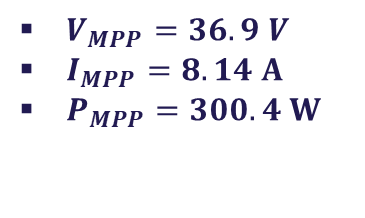 ▪ V_MPP = 36.9 V
▪ I_MPP = 8.14 A
▪ P_MPP = 300.4 W